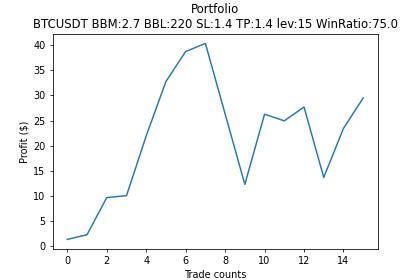 Portfolio
BTCUSDT BBM:2.7 BBL:220 SL:1.4 TP:1.4 lev:15 WinRatio:75.0
40
35
30
25
20
15
10
5
0
Profit ($)
0 2 4 6 8 10 12 14
Trade counts